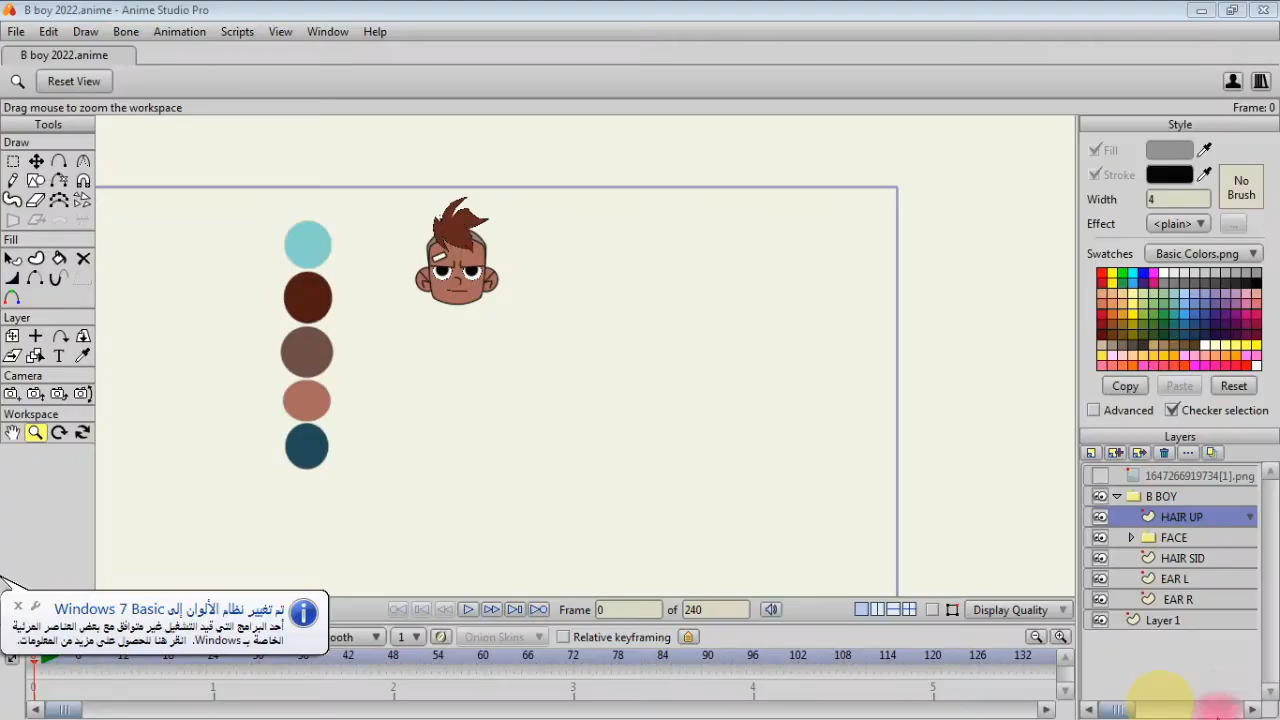 B boy 2022.anime - Anime Studio Pro
File Edit Draw Bone Animation Scripts View Window Help
B boy 2022.anime
Reset View
Drag mouse to zoom the workspace
Frame: 0
Tools
Draw
Fill
Layer
Camera
Workspace
Style
Fill
Stroke
No Brush
Width 4
Effect <plain> ...
Swatches Basic Colors.png
Copy Paste Reset
Advanced Checker selection
Layers
1647266919734[1].png
B BOY
HAIR UP
FACE
HAIR SID
EAR L
EAR R
Layer 1
تم تغيير نظام الألوان إلى Windows 7 Basic
أحد البرامج التي قيد التشغيل غير متوافق مع بعض العناصر المرئية
الخاصة بـ Windows. انقر هنا للحصول على مزيد من المعلومات.
Frame 0 of 240 Display Quality
ooth 1 Onion Skins Relative keyframing
42 48 54 60 66 72 78 84 90 96 102 108 114 120 126 132
0 1 2 3 4 5